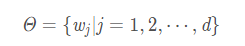 Θ = {w_j|j = 1, 2, ⋯, d}